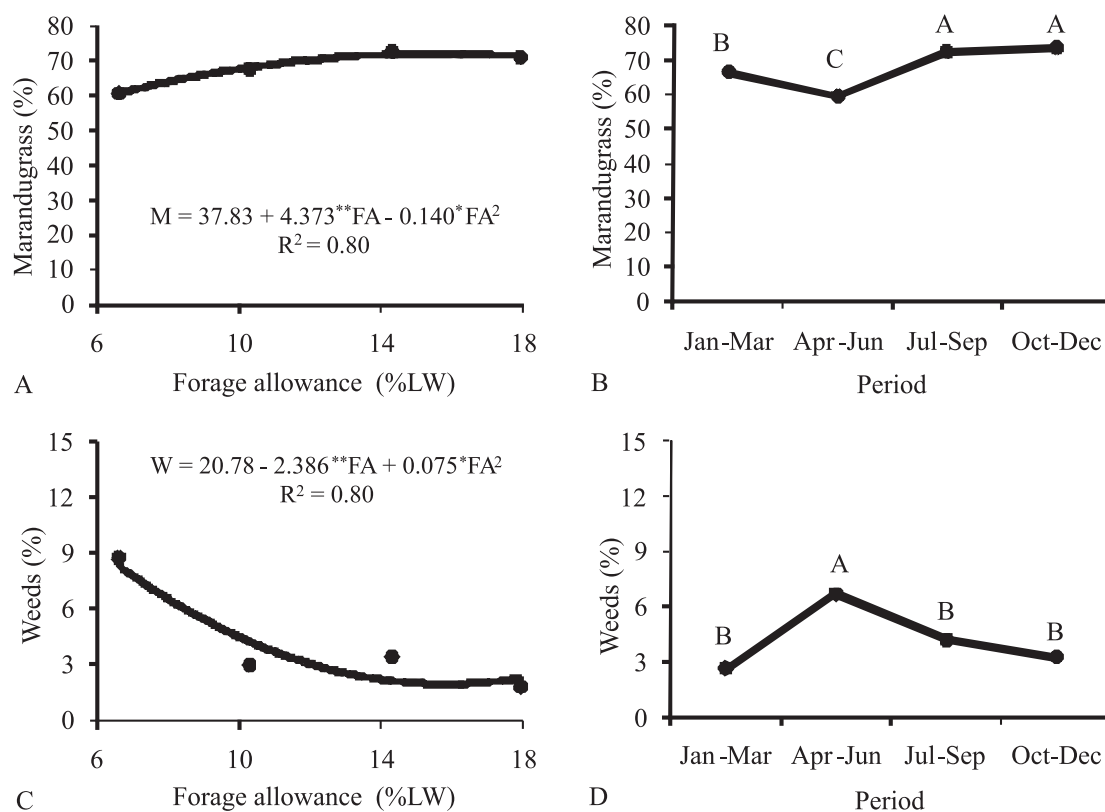 80
70
60
50
40
30
20
10
0
Marandugrass (%)
M = 37.83 + 4.373**FA - 0.140*FA²
R² = 0.80
6 10 14 18
A Forage allowance (%LW)
80
70
60
50
40
30
20
10
0
Marandugrass (%)
B
C
A
A
Jan-Mar Apr-Jun Jul-Sep Oct-Dec
B Period
15
12
9
6
3
0
Weeds (%)
W = 20.78 - 2.386**FA + 0.075*FA²
R² = 0.80
6 10 14 18
C Forage allowance (%LW)
15
12
9
6
3
0
Weeds (%)
B
A
B
B
Jan-Mar Apr-Jun Jul-Sep Oct-Dec
D Period